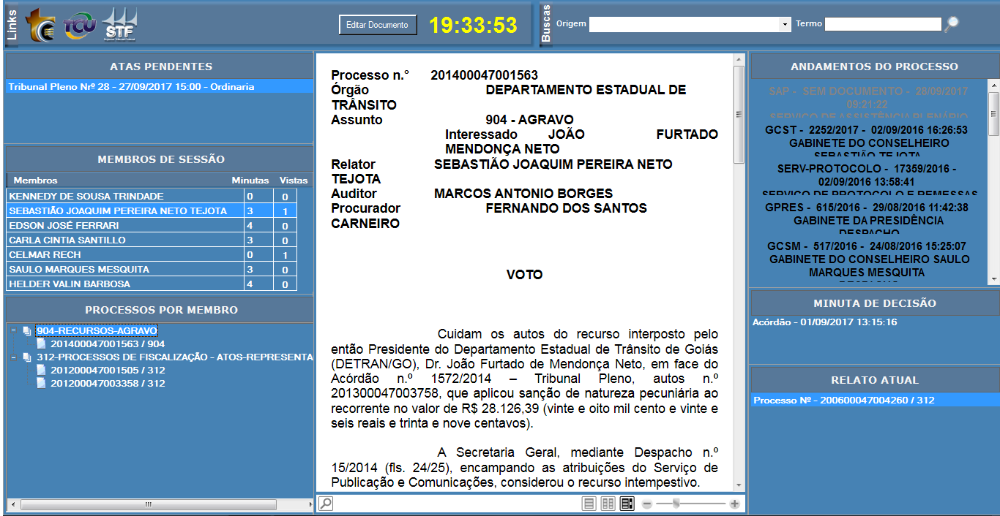 Links
TCE
TCU
STF
Supremo Tribunal Federal
Editar Documento
19:33:53
Buscas
Origem
Termo
ATAS PENDENTES
Tribunal Pleno Nrº 28 - 27/09/2017 15:00 - Ordinaria
MEMBROS DE SESSÃO
Membros Minutas Vistas
KENNEDY DE SOUSA TRINDADE 0 0
SEBASTIÃO JOAQUIM PEREIRA NETO TEJOTA 3 1
EDSON JOSÉ FERRARI 4 0
CARLA CINTIA SANTILLO 3 0
CELMAR RECH 0 1
SAULO MARQUES MESQUITA 3 0
HELDER VALIN BARBOSA 4 0
PROCESSOS POR MEMBRO
904-RECURSOS-AGRAVO
201400047001563 / 904
312-PROCESSOS DE FISCALIZAÇÃO - ATOS-REPRESENTA
201200047001505 / 312
201200047003358 / 312
Processo n.° 201400047001563
Órgão DEPARTAMENTO ESTADUAL DE
TRÂNSITO
Assunto 904 - AGRAVO
Interessado JOÃO FURTADO
MENDONÇA NETO
Relator SEBASTIÃO JOAQUIM PEREIRA NETO
TEJOTA
Auditor MARCOS ANTONIO BORGES
Procurador FERNANDO DOS SANTOS
CARNEIRO
VOTO
Cuidam os autos do recurso interposto pelo
então Presidente do Departamento Estadual de Trânsito de Goiás
(DETRAN/GO), Dr. João Furtado de Mendonça Neto, em face do
Acórdão n.º 1572/2014 – Tribunal Pleno, autos n.º
201300047003758, que aplicou sanção de natureza pecuniária ao
recorrente no valor de R$ 28.126,39 (vinte e oito mil cento e vinte e
seis reais e trinta e nove centavos).
A Secretaria Geral, mediante Despacho n.º
15/2014 (fls. 24/25), encampando as atribuições do Serviço de
Publicação e Comunicações, considerou o recurso intempestivo.
ANDAMENTOS DO PROCESSO
SAP - SEM DOCUMENTO - 28/09/2017
09:21:22
SERVIÇO DE ASSISTÊNCIA PLENÁRIO
GCST - 2252/2017 - 02/09/2016 16:26:53
GABINETE DO CONSELHEIRO
SEBASTIÃO TEJOTA
SERV-PROTOCOLO - 17359/2016 -
02/09/2016 13:58:41
SERVIÇO DE PROTOCOLO E REMESSAS
GPRES - 615/2016 - 29/08/2016 11:42:38
GABINETE DA PRESIDÊNCIA
DESPACHO
GCSM - 517/2016 - 24/08/2016 15:25:07
GABINETE DO CONSELHEIRO SAULO
MARQUES MESQUITA
MINUTA DE DECISÃO
Acórdão - 01/09/2017 13:15:16
RELATO ATUAL
Processo Nº - 200600047004260 / 312